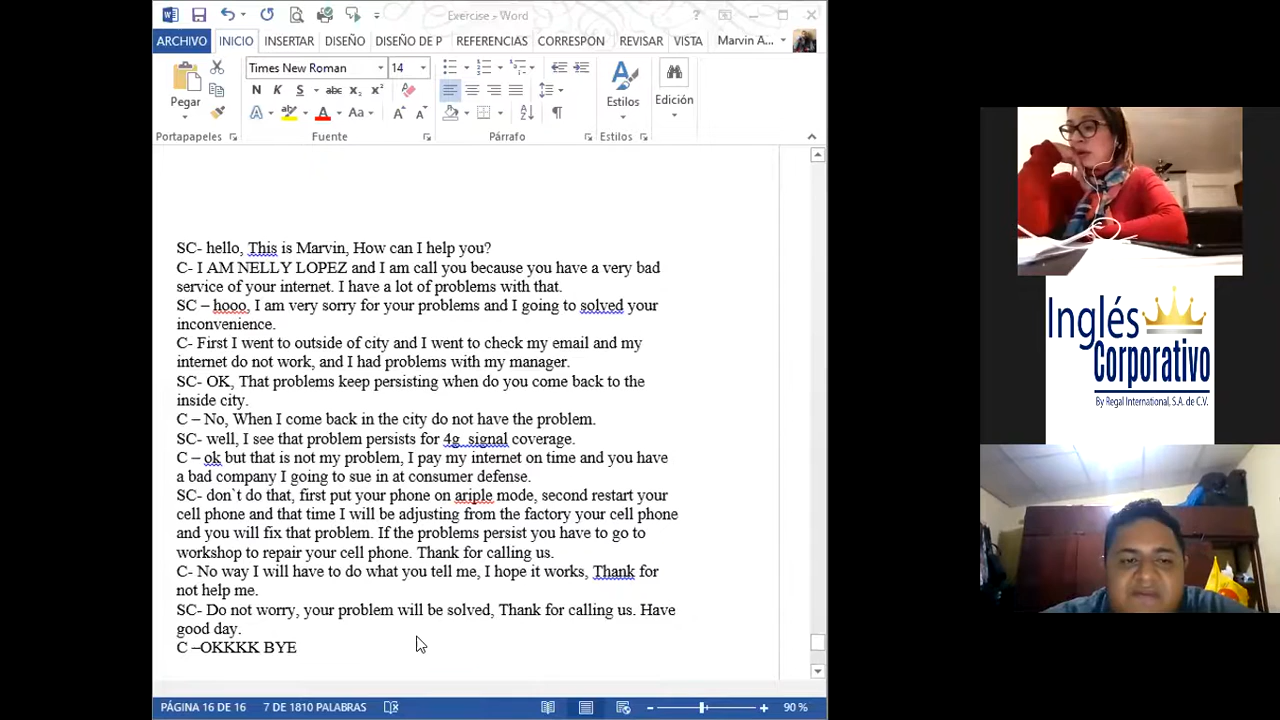 Exercise - Word
ARCHIVO INICIO INSERTAR DISEÑO DISEÑO DE P REFERENCIAS CORRESPON REVISAR VISTA Marvin A...
Times New Roman 14
Pegar
N K S abc x₂ x²
A A Aa A A
Estilos
Edición
Portapapeles Fuente Párrafo Estilos
SC- hello, This is Marvin, How can I help you?
C- I AM NELLY LOPEZ and I am call you because you have a very bad
service of your internet. I have a lot of problems with that.
SC – hooo, I am very sorry for your problems and I going to solved your
inconvenience.
C- First I went to outside of city and I went to check my email and my
internet do not work, and I had problems with my manager.
SC- OK, That problems keep persisting when do you come back to the
inside city.
C – No, When I come back in the city do not have the problem.
SC- well, I see that problem persists for 4g signal coverage.
C – ok but that is not my problem, I pay my internet on time and you have
a bad company I going to sue in at consumer defense.
SC- don`t do that, first put your phone on ariple mode, second restart your
cell phone and that time I will be adjusting from the factory your cell phone
and you will fix that problem. If the problems persist you have to go to
workshop to repair your cell phone. Thank for calling us.
C- No way I will have to do what you tell me, I hope it works, Thank for
not help me.
SC- Do not worry, your problem will be solved, Thank for calling us. Have
good day.
C –OKKKK BYE
PÁGINA 16 DE 16 7 DE 1810 PALABRAS 90 %
Inglés
Corporativo
By Regal International, S.A. de C.V.